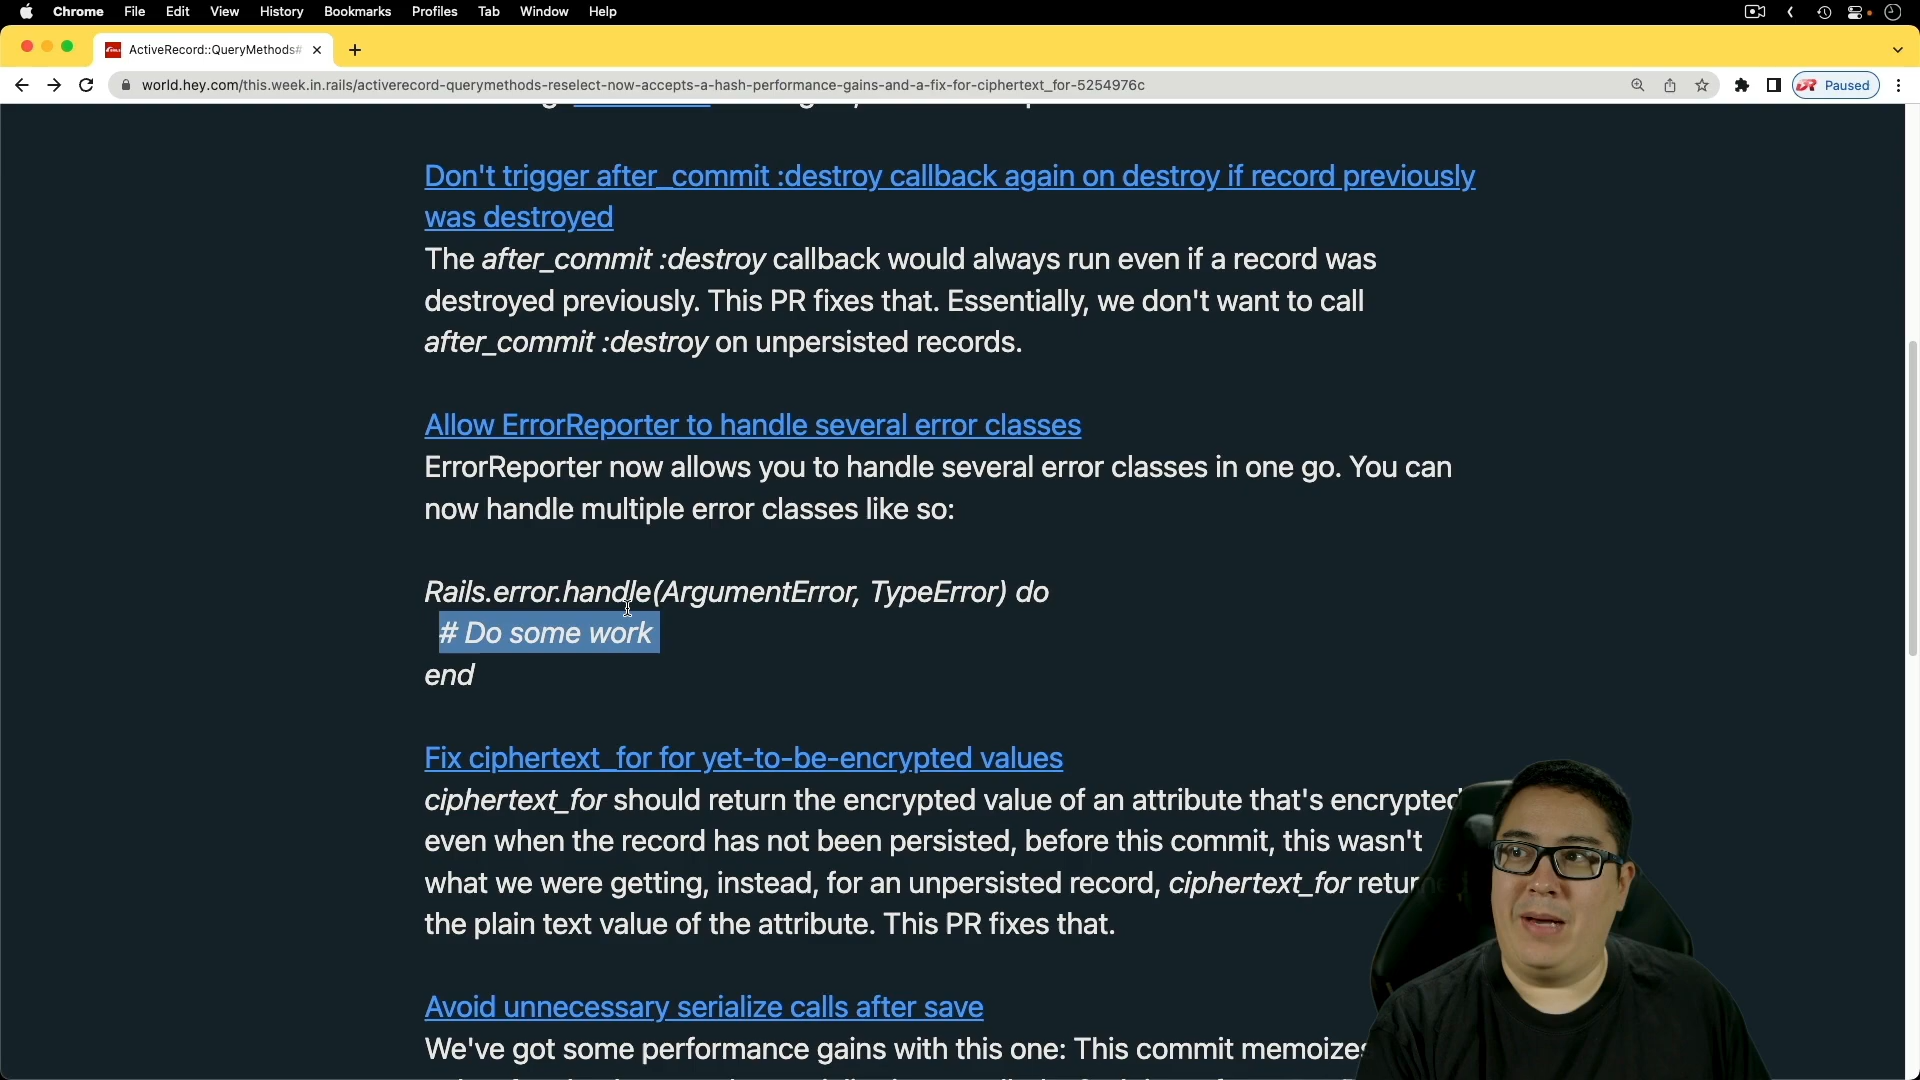 Chrome File Edit View History Bookmarks Profiles Tab Window Help
ActiveRecord::QueryMethods#
world.hey.com/this.week.in.rails/activerecord-querymethods-reselect-now-accepts-a-hash-performance-gains-and-a-fix-for-ciphertext_for-5254976c
Paused
Don't trigger after_commit :destroy callback again on destroy if record previously
was destroyed
The after_commit :destroy callback would always run even if a record was
destroyed previously. This PR fixes that. Essentially, we don't want to call
after_commit :destroy on unpersisted records.
Allow ErrorReporter to handle several error classes
ErrorReporter now allows you to handle several error classes in one go. You can
now handle multiple error classes like so:
Rails.error.handle(ArgumentError, TypeError) do
# Do some work
end
Fix ciphertext_for for yet-to-be-encrypted values
ciphertext_for should return the encrypted value of an attribute that's encrypted
even when the record has not been persisted, before this commit, this wasn't
what we were getting, instead, for an unpersisted record, ciphertext_for
the plain text value of the attribute. This PR fixes that.
Avoid unnecessary serialize calls after save
We've got some performance gains with this one: This commit memoizes